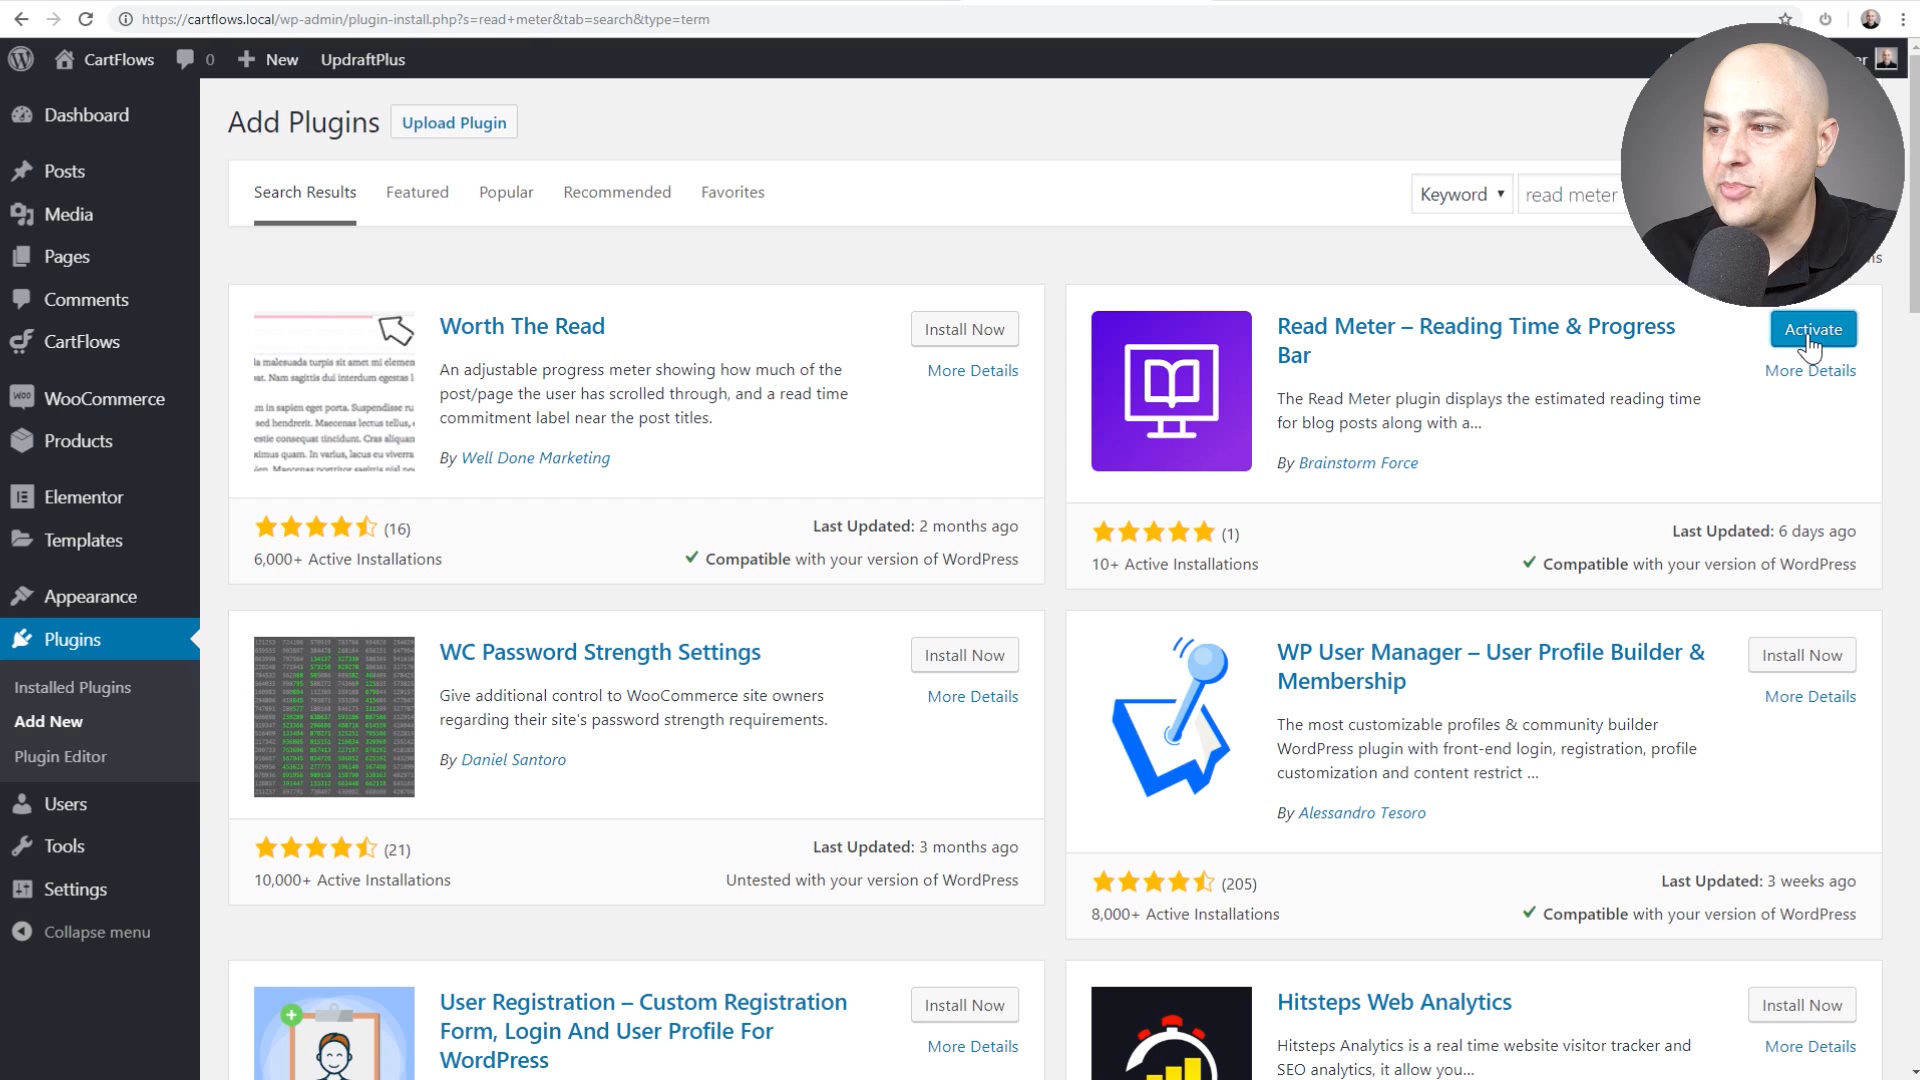 https://cartflows.local/wp-admin/plugin-install.php?s=read+meter&tab=search&type=term
CartFlows
0
New
UpdraftPlus
er
Dashboard
Posts
Media
Pages
Comments
CartFlows
WooCommerce
Products
Elementor
Templates
Appearance
Plugins
Installed Plugins
Add New
Plugin Editor
Users
Tools
Settings
Collapse menu
Add Plugins
Upload Plugin
Search Results
Featured
Popular
Recommended
Favorites
Keyword
read meter
Worth The Read
Install Now
More Details
An adjustable progress meter showing how much of the
post/page the user has scrolled through, and a read time
commitment label near the post titles.
By Well Done Marketing
(16)
6,000+ Active Installations
Last Updated: 2 months ago
Compatible with your version of WordPress
Read Meter – Reading Time & Progress
Bar
Activate
More Details
The Read Meter plugin displays the estimated reading time
for blog posts along with a...
By Brainstorm Force
(1)
10+ Active Installations
Last Updated: 6 days ago
Compatible with your version of WordPress
WC Password Strength Settings
Install Now
More Details
Give additional control to WooCommerce site owners
regarding their site's password strength requirements.
By Daniel Santoro
(21)
10,000+ Active Installations
Last Updated: 3 months ago
Untested with your version of WordPress
WP User Manager – User Profile Builder &
Membership
Install Now
More Details
The most customizable profiles & community builder
WordPress plugin with front-end login, registration, profile
customization and content restrict ...
By Alessandro Tesoro
(205)
8,000+ Active Installations
Last Updated: 3 weeks ago
Compatible with your version of WordPress
User Registration – Custom Registration
Form, Login And User Profile For
WordPress
Install Now
More Details
Hitsteps Web Analytics
Install Now
More Details
Hitsteps Analytics is a real time website visitor tracker and
SEO analytics, it allow you...